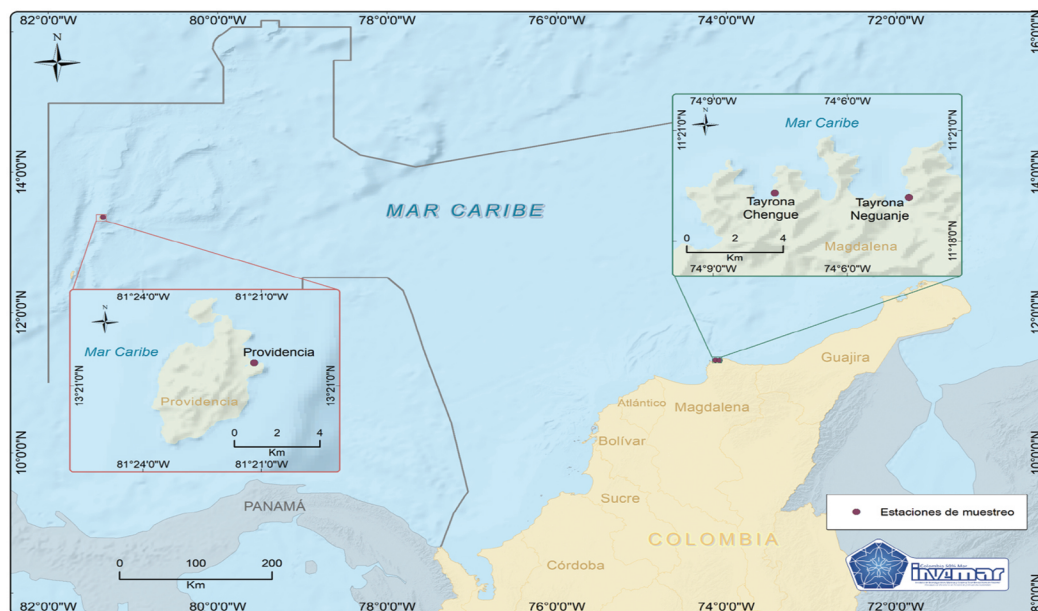 82°0'0"W 80°0'0"W 78°0'0"W 76°0'0"W 74°0'0"W 72°0'0"W
16°0'0"N
N
74°9'0"W 74°6'0"W
N
Mar Caribe
11°21'0"N
14°0'0"N
14°0'0"N
MAR CARIBE
Tayrona
Chengue
Tayrona
Neguanje
0 2 4
Km
Magdalena
11°18'0"N
74°9'0"W 74°6'0"W
81°24'0"W 81°21'0"W
N
12°0'0"N
12°0'0"N
Mar Caribe
Providencia
13°21'0"N
13°21'0"N
Providencia
0 2 4
Km
81°24'0"W 81°21'0"W
Guajira
Atlántico
Magdalena
Bolívar
10°0'0"N
10°0'0"N
Sucre
PANAMÁ
Estaciones de muestreo
COLOMBIA
Córdoba
0 100 200
Km
Colombia 50% Mar
invemar
82°0'0"W 80°0'0"W 78°0'0"W 76°0'0"W 74°0'0"W 72°0'0"W